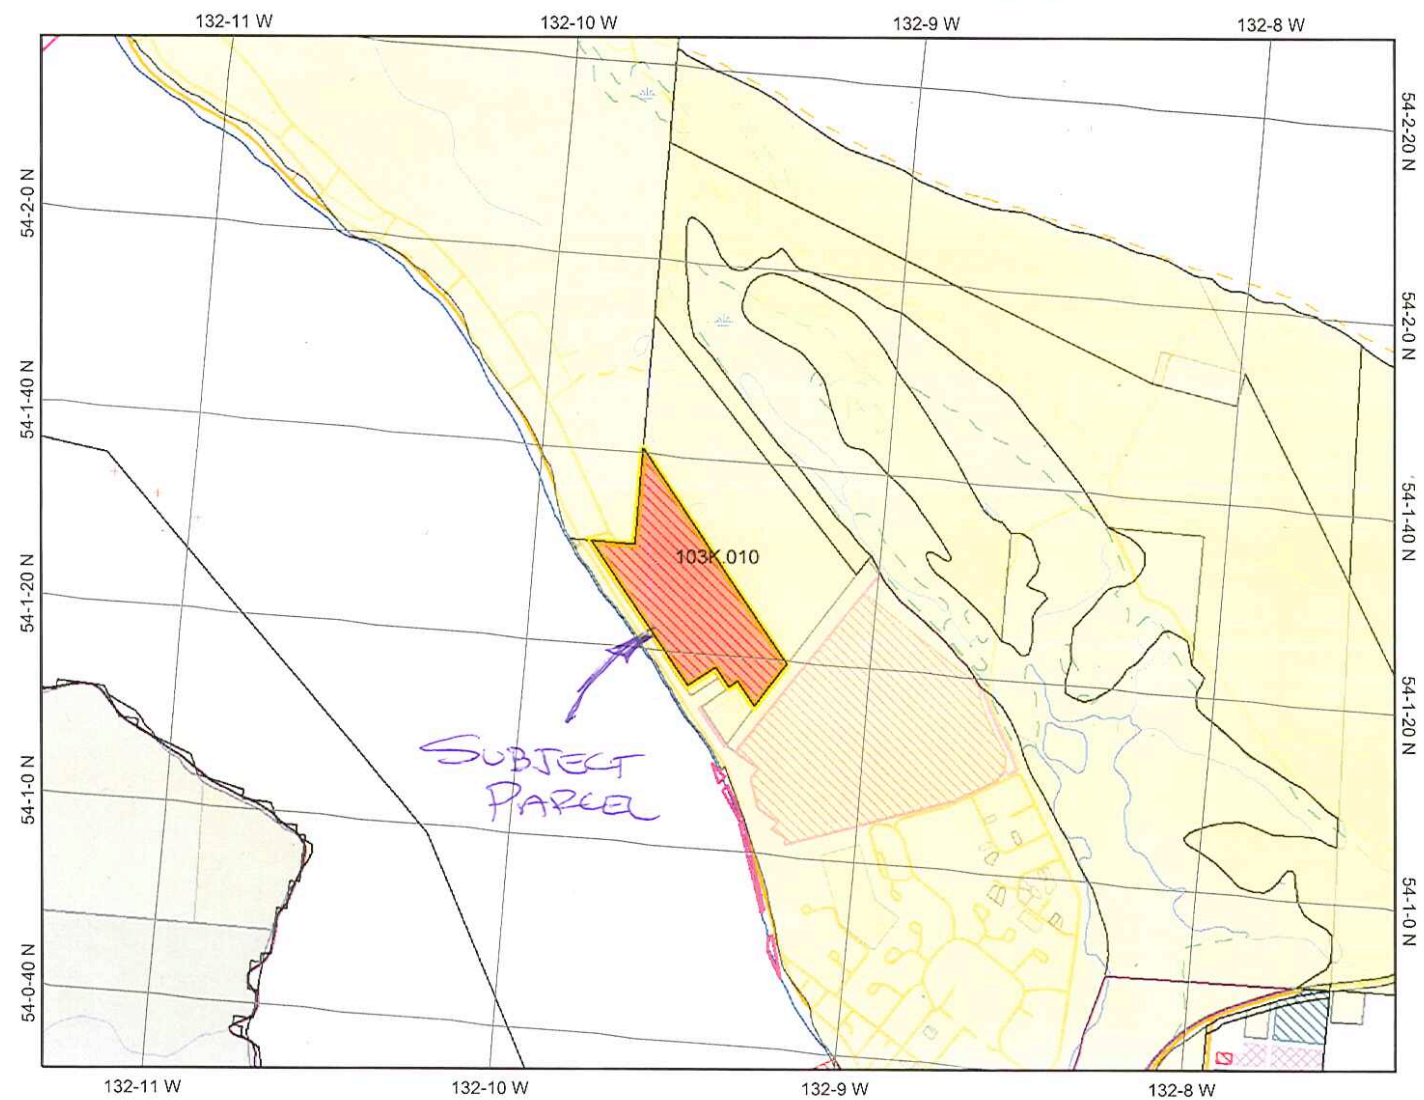 132-11 W 132-10 W 132-9 W 132-8 W
54-2-20 N
54-2-0 N
54-2-0 N
54-1-40 N
54-1-40 N
103K.010
54-1-20 N
SUBJECT
PARCEL
54-1-20 N
54-1-0 N
54-1-0 N
54-0-40 N
132-11 W 132-10 W 132-9 W 132-8 W